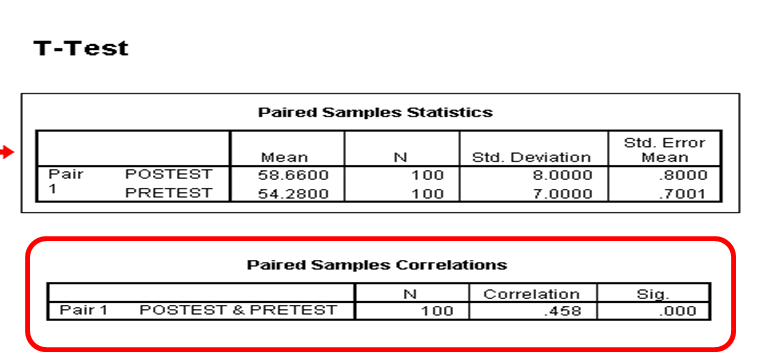 T-Test
Paired Samples Statistics
Mean N Std. Deviation Std. Error Mean
Pair 1 POSTEST 58.6600 100 8.0000 .8000
PRETEST 54.2800 100 7.0000 .7001
Paired Samples Correlations
N Correlation Sig.
Pair 1 POSTEST & PRETEST 100 .458 .000